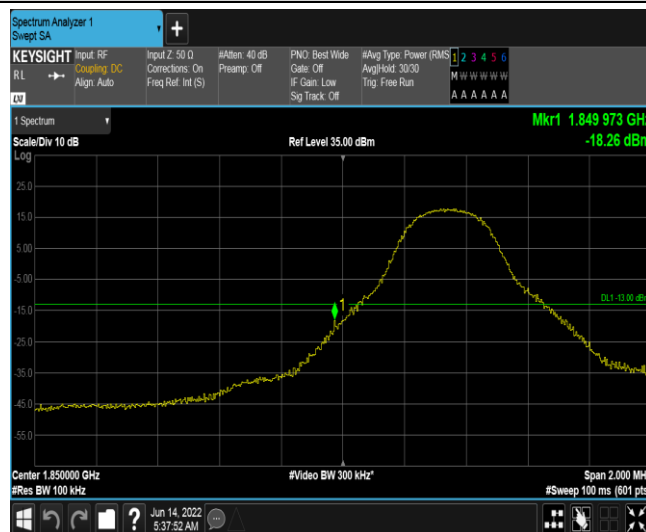 Spectrum Analyzer 1
Swept SA
+
KEYSIGHT
RL
LXI
Input: RF
Coupling: DC
Align: Auto
Input Z: 50 Ω
Corrections: On
Freq Ref: Int (S)
#Atten: 40 dB
Preamp: Off
PNO: Best Wide
Gate: Off
IF Gain: Low
Sig Track: Off
#Avg Type: Power (RMS
Avg|Hold: 30/30
Trig: Free Run
1 2 3 4 5 6
M W W W W W
A A A A A A
1 Spectrum
Scale/Div 10 dB
Ref Level 35.00 dBm
Mkr1 1.849 973 GHz
-18.26 dBm
Log
25.0
15.0
5.00
-5.00
-15.0
-25.0
-35.0
-45.0
-55.0
1
DL1 -13.00 dBm
Center 1.850000 GHz
#Video BW 300 kHz*
Span 2.000 MH
#Res BW 100 kHz
#Sweep 100 ms (601 pts
?
Jun 14, 2022
5:37:52 AM